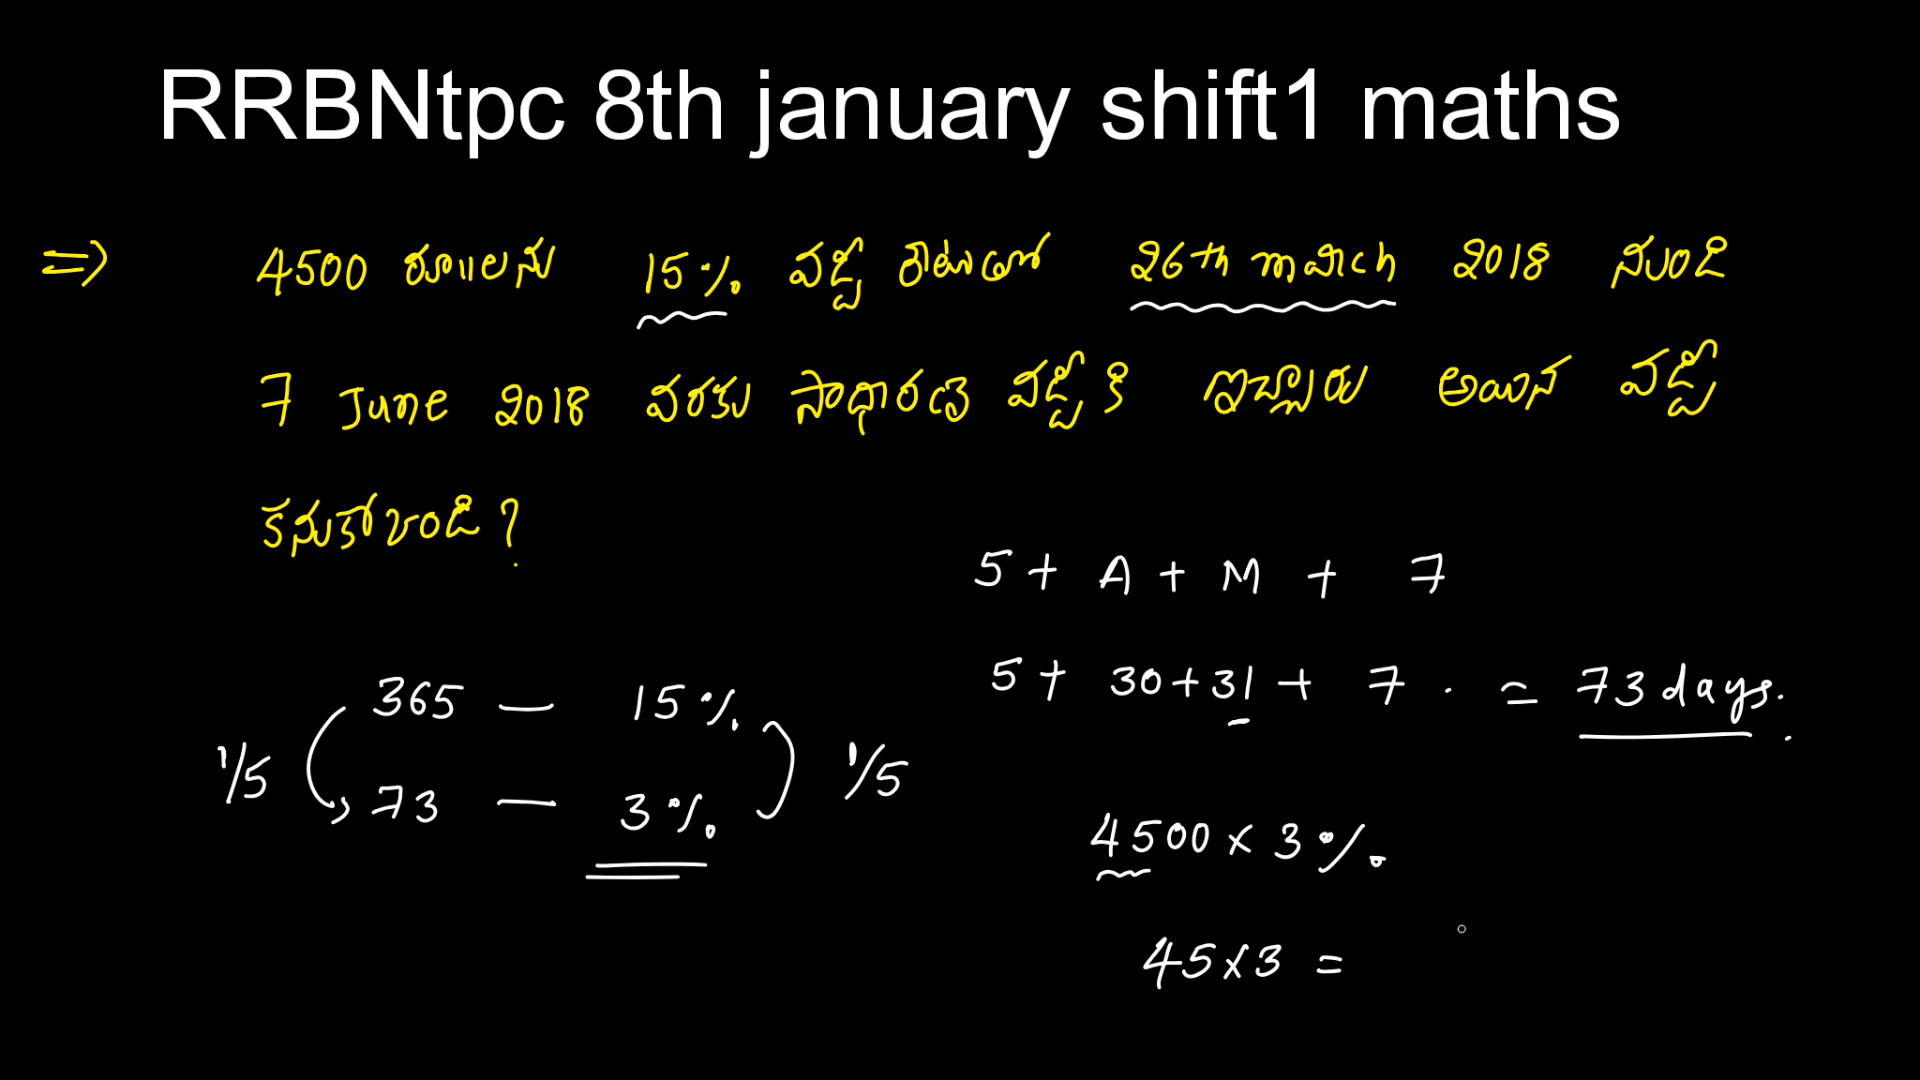 RRBNtpc 8th january shift1 maths
=> 4500 రూ॥లను 15%. వడ్డీ రేటుతో 26th march 2018 నుండి
7 June 2018 వరకు సాధారణ వడ్డీ కి ఇచ్చారు అయిన వడ్డీ
కనుకోండి?
5 + A + M + 7
5 + 30 + 31 + 7 . = 73 days.
365 — 15%.
1/5 1/5
73 — 3%.
4500 x 3%.
45 x 3 =